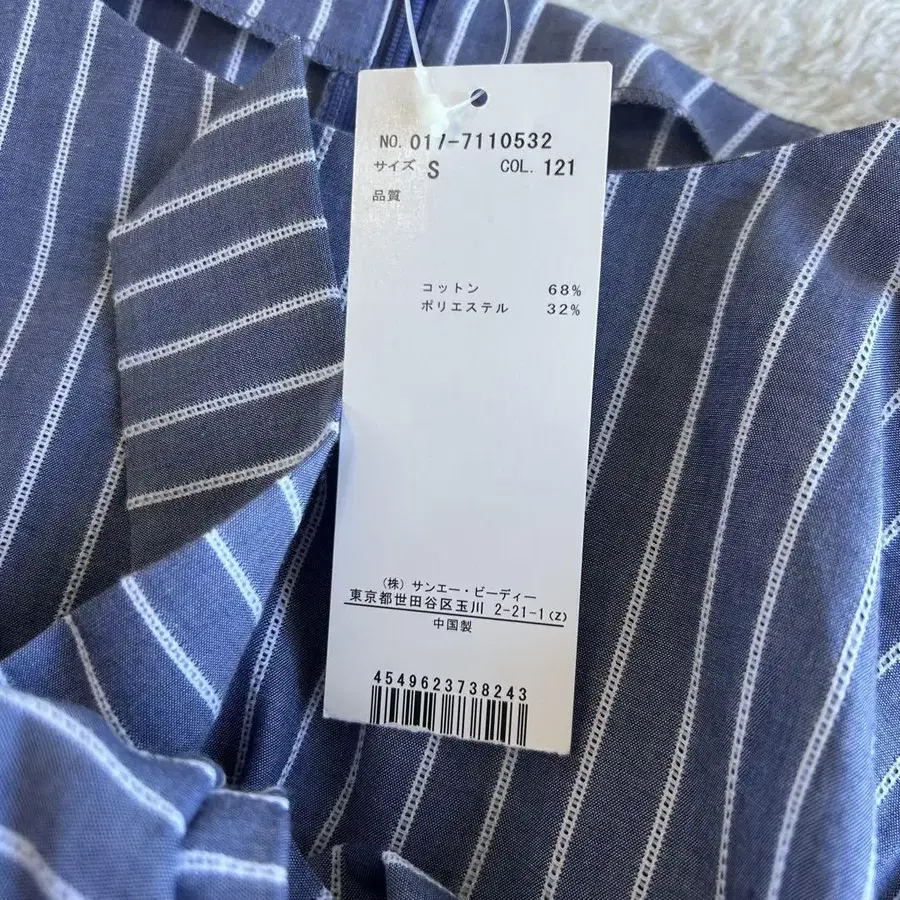 NO. 017-7110532
サイズ S COL. 121
品質
コットン 68%
ポリエステル 32%
(株) サンエー・ビーディー
東京都世田谷区玉川 2-21-1(Z)
中国製
4549623738243